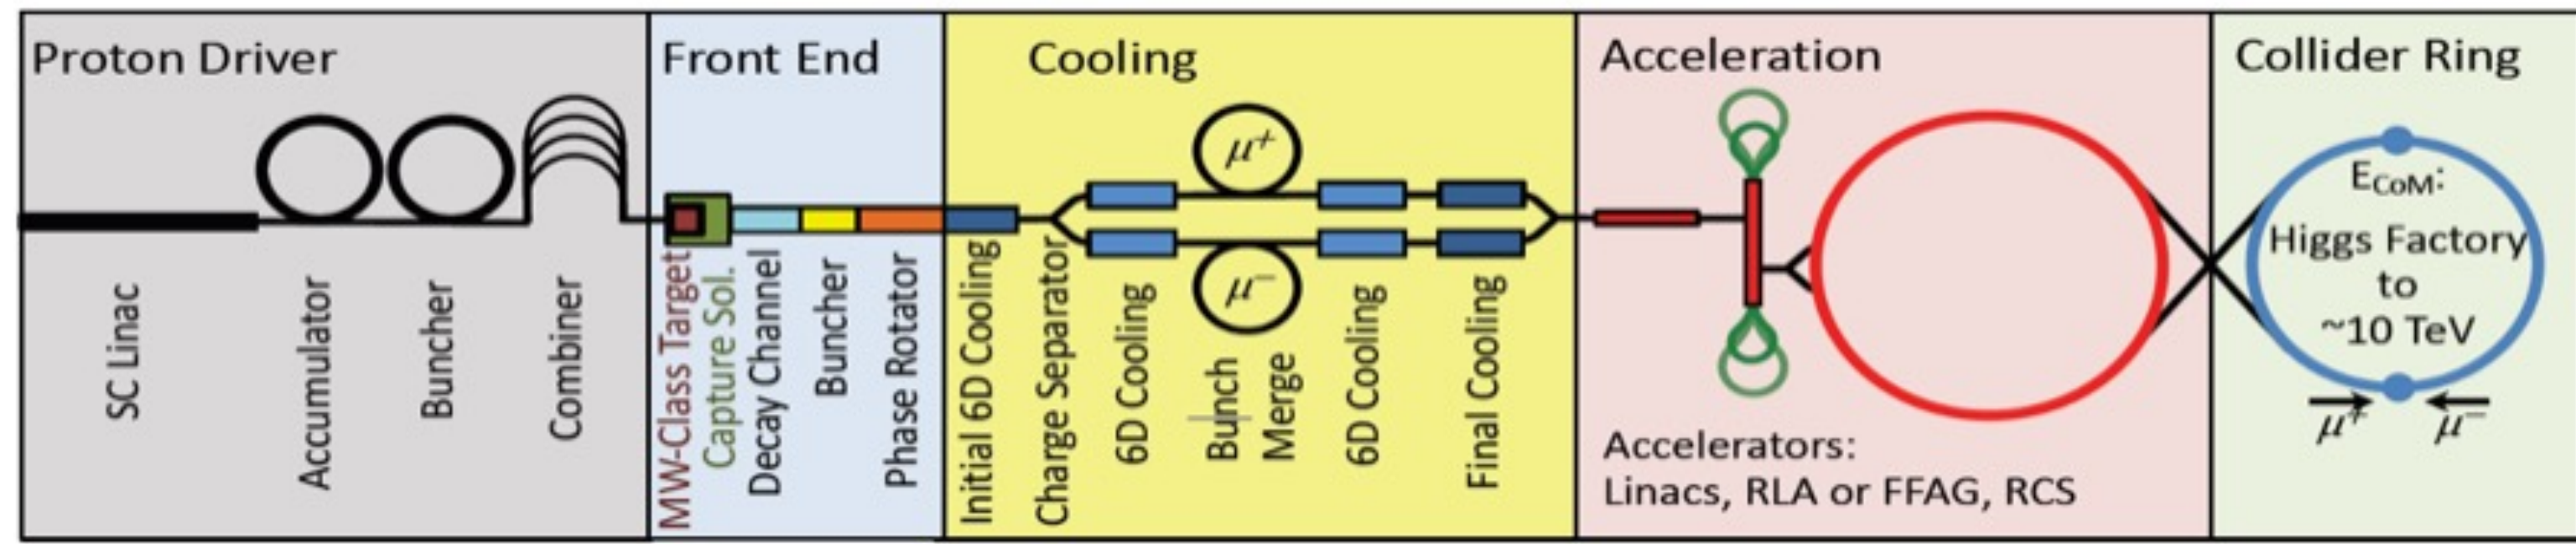 Proton Driver
SC Linac
Accumulator
Buncher
Combiner
Front End
MW-Class Target
Capture Sol.
Decay Channel
Buncher
Phase Rotator
Cooling
Initial 6D Cooling
Charge Separator
6D Cooling
μ+
μ−
Bunch
Merge
6D Cooling
Final Cooling
Acceleration
Accelerators:
Linacs, RLA or FFAG, RCS
Collider Ring
ECoM:
Higgs Factory
to
~10 TeV
μ+ μ−